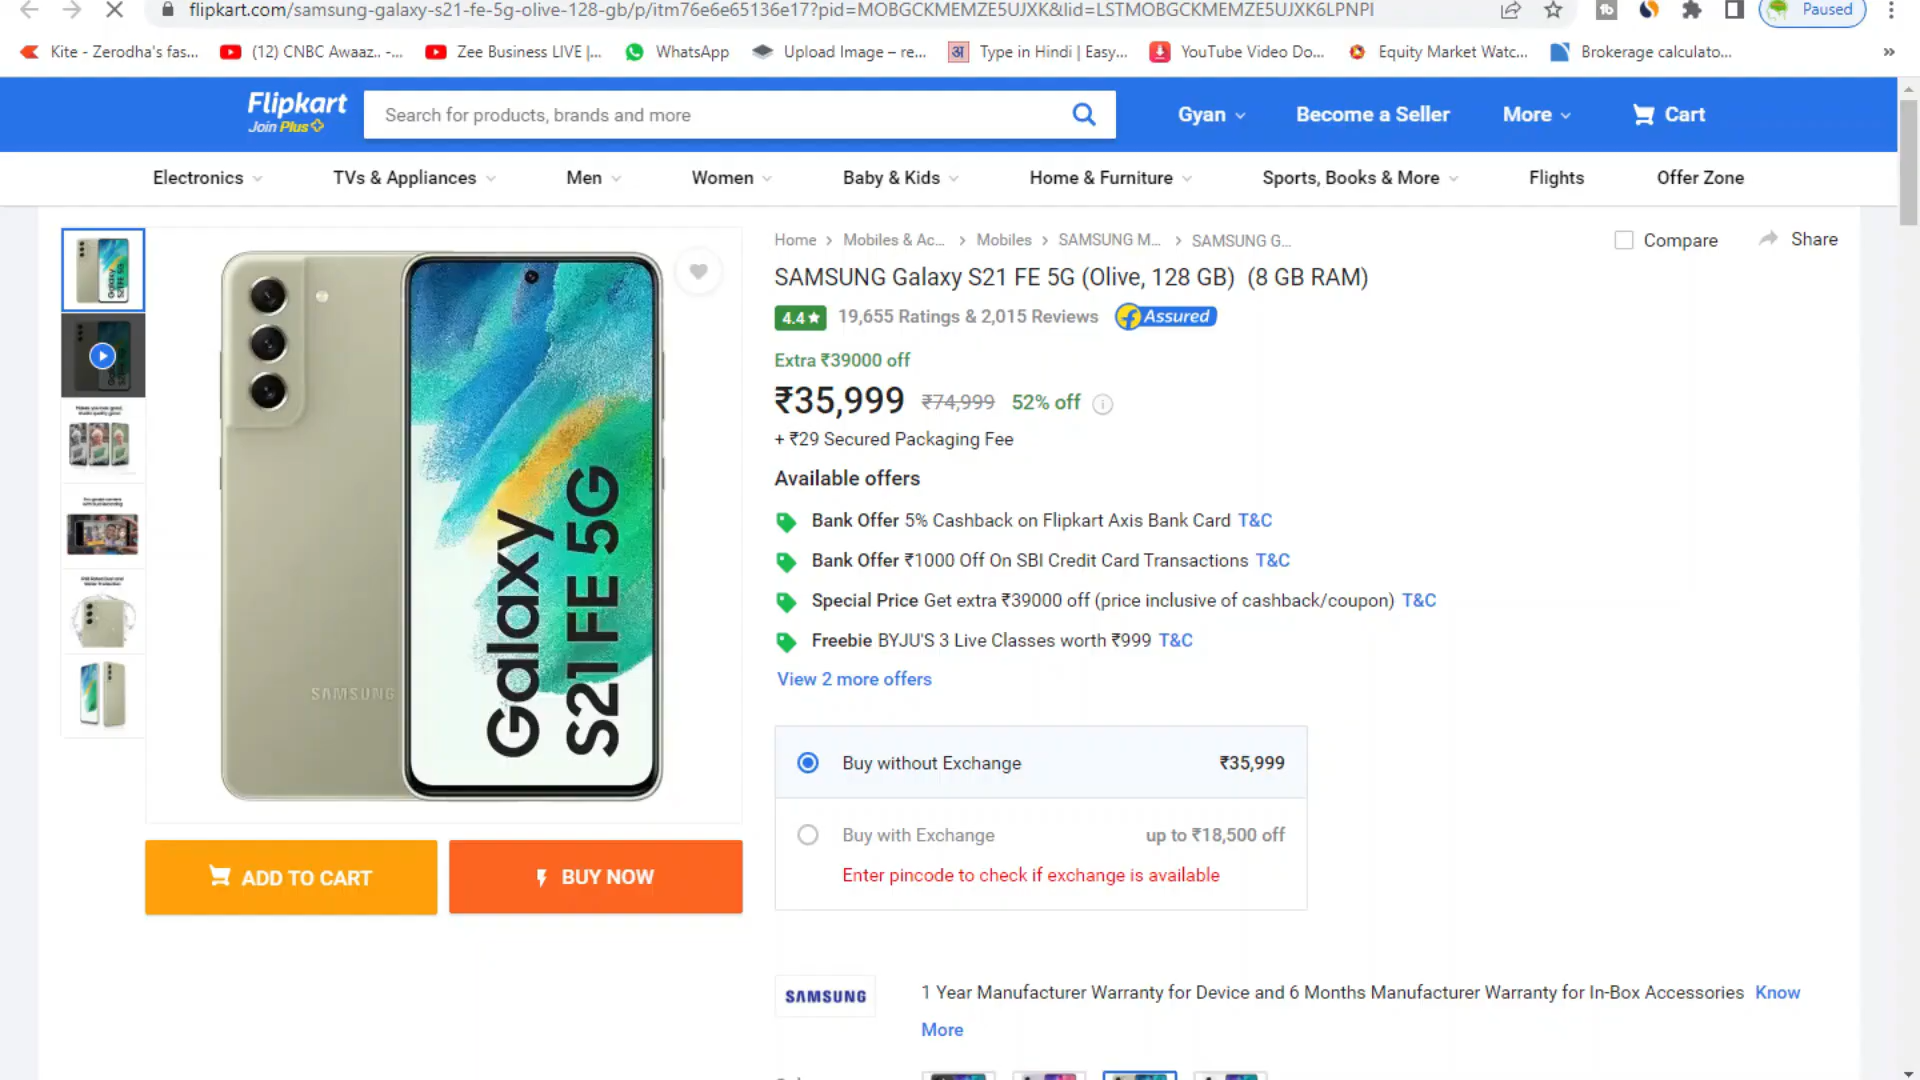 flipkart.com/samsung-galaxy-s21-fe-5g-olive-128-gb/p/itm76e6e65136e17?pid=MOBGCKMEMZE5UJXK&lid=LSTMOBGCKMEMZE5UJXK6LPNPI
Paused
Kite - Zerodha's fas...
(12) CNBC Awaaz.. -...
Zee Business LIVE |...
WhatsApp
Upload Image – re...
अ
Type in Hindi | Easy...
YouTube Video Do...
Equity Market Watc...
Brokerage calculato...
»
Flipkart
Join Plus
Search for products, brands and more
Gyan
Become a Seller
More
Cart
Electronics
TVs & Appliances
Men
Women
Baby & Kids
Home & Furniture
Sports, Books & More
Flights
Offer Zone
Home > Mobiles & Ac... > Mobiles > SAMSUNG M... > SAMSUNG G...
Compare
Share
SAMSUNG Galaxy S21 FE 5G (Olive, 128 GB) (8 GB RAM)
4.4★ 19,655 Ratings & 2,015 Reviews
Assured
Extra ₹39000 off
₹35,999 ₹74,999 52% off
+ ₹29 Secured Packaging Fee
Available offers
Bank Offer 5% Cashback on Flipkart Axis Bank Card T&C
Bank Offer ₹1000 Off On SBI Credit Card Transactions T&C
Special Price Get extra ₹39000 off (price inclusive of cashback/coupon) T&C
Freebie BYJU'S 3 Live Classes worth ₹999 T&C
View 2 more offers
Galaxy
S21 FE 5G
SAMSUNG
Buy without Exchange ₹35,999
Buy with Exchange up to ₹18,500 off
Enter pincode to check if exchange is available
ADD TO CART
BUY NOW
SAMSUNG
1 Year Manufacturer Warranty for Device and 6 Months Manufacturer Warranty for In-Box Accessories Know
More